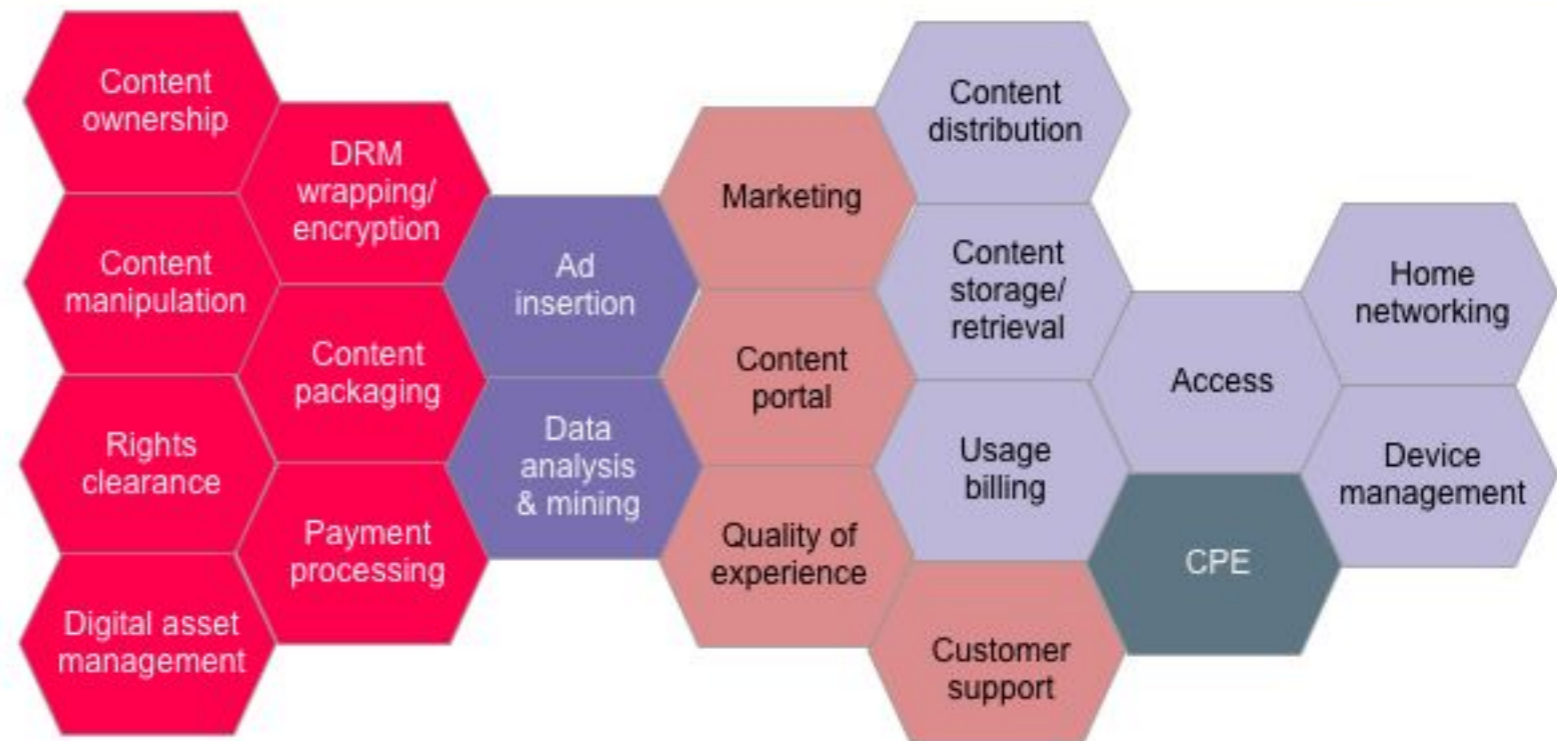 Content
ownership
Content
manipulation
Rights
clearance
Digital asset
management
DRM
wrapping/
encryption
Content
packaging
Payment
processing
Ad
insertion
Data
analysis
& mining
Marketing
Content
portal
Quality of
experience
Content
distribution
Content
storage/
retrieval
Usage
billing
Customer
support
Access
CPE
Home
networking
Device
management